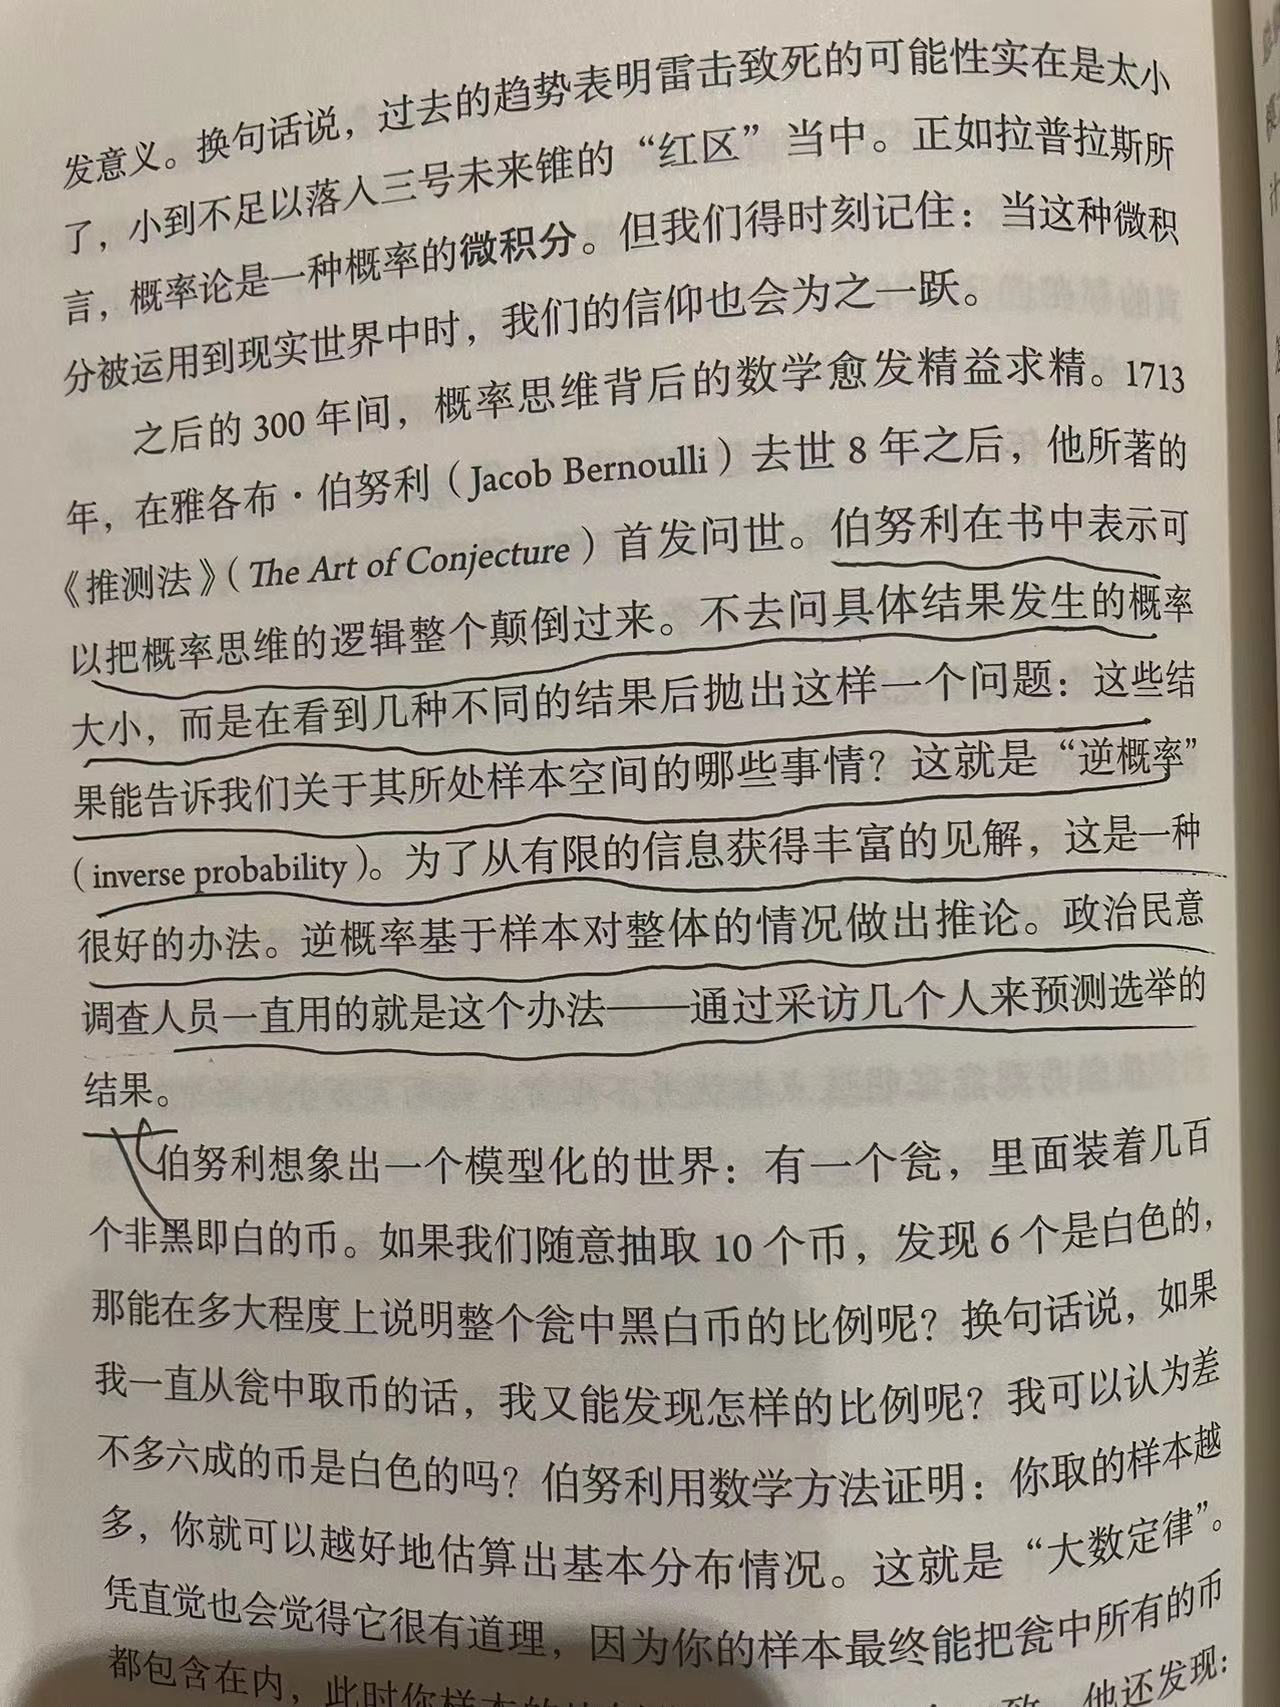 发意义。换句话说，过去的趋势表明雷击致死的可能性实在是太小
了，小到不足以落入三号未来锥的“红区”当中。正如拉普拉斯所
言，概率论是一种概率的微积分。但我们得时刻记住：当这种微积
分被运用到现实世界中时，我们的信仰也会为之一跃。
之后的 300 年间，概率思维背后的数学愈发精益求精。1713
年，在雅各布·伯努利（Jacob Bernoulli）去世 8 年之后，他所著的
《推测法》（The Art of Conjecture）首发问世。伯努利在书中表示可
以把概率思维的逻辑整个颠倒过来。不去问具体结果发生的概率
大小，而是在看到几种不同的结果后抛出这样一个问题：这些结
果能告诉我们关于其所处样本空间的哪些事情？这就是“逆概率”
（inverse probability）。为了从有限的信息获得丰富的见解，这是一种
很好的办法。逆概率基于样本对整体的情况做出推论。政治民意
调查人员一直用的就是这个办法——通过采访几个人来预测选举的
结果。
伯努利想象出一个模型化的世界：有一个瓮，里面装着几百
个非黑即白的币。如果我们随意抽取 10 个币，发现 6 个是白色的，
那能在多大程度上说明整个瓮中黑白币的比例呢？换句话说，如果
我一直从瓮中取币的话，我又能发现怎样的比例呢？我可以认为差
不多六成的币是白色的吗？伯努利用数学方法证明：你取的样本越
多，你就可以越好地估算出基本分布情况。这就是“大数定律”。
凭直觉也会觉得它很有道理，因为你的样本最终能把瓮中所有的币
都包含在内，此时你样本的 致。他还发现：